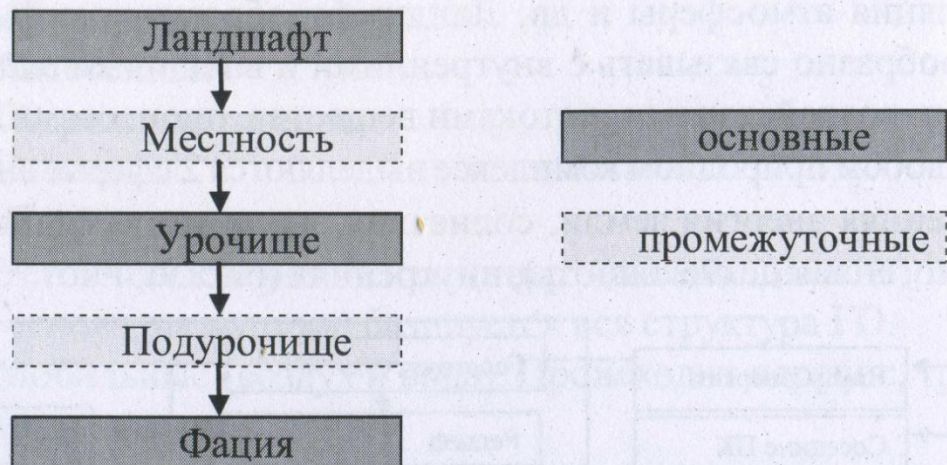 Ландшафт
Местность
Урочище
Подурочище
Фация
основные
промежуточные